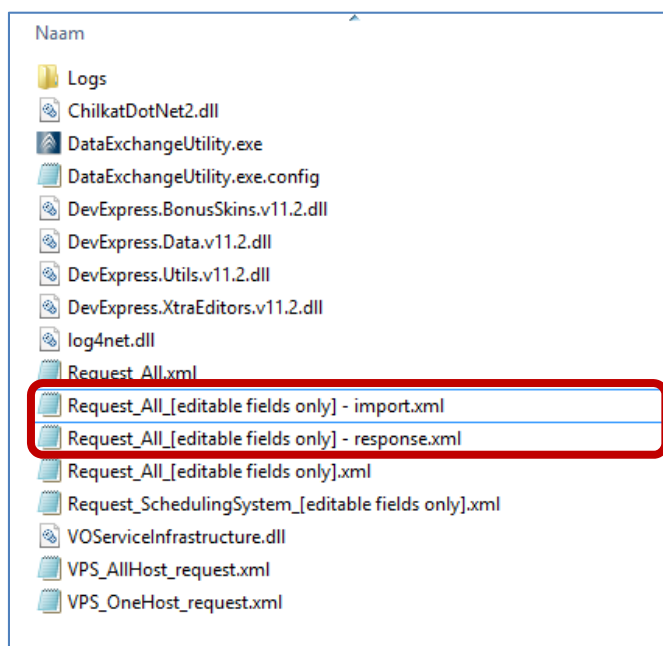 Naam
Logs
ChilkatDotNet2.dll
DataExchangeUtility.exe
DataExchangeUtility.exe.config
DevExpress.BonusSkins.v11.2.dll
DevExpress.Data.v11.2.dll
DevExpress.Utils.v11.2.dll
DevExpress.XtraEditors.v11.2.dll
log4net.dll
Request_All.xml
Request_All_[editable fields only] - import.xml
Request_All_[editable fields only] - response.xml
Request_All_[editable fields only].xml
Request_SchedulingSystem_[editable fields only].xml
VOServiceInfrastructure.dll
VPS_AllHost_request.xml
VPS_OneHost_request.xml